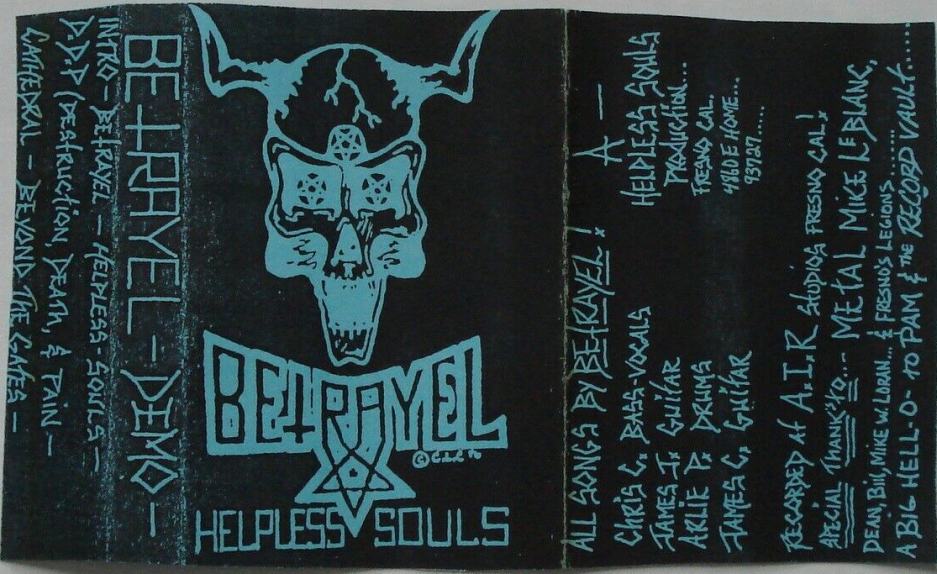 INTRO - BETRAYEL - HELPLESS - SOULS -
D.D.P (DESTRUCTION, DEATH, & PAIN -
CATHEDRAL - BEYOND THE GATES -
BETRAYEL - DEMO -
BETRAYEL
©
HELPLESS SOULS
ALL SONGS BY BETRAYEL!
CHRIS C. BASS-VOCALS
JAMES J. GUITAR
ARLIE P. DRUMS
JAMES C. GUITAR
A -
HELPLESS SOULS
PRODUCTION...
FRESNO CAL.
4860 E HOME...
93727.....
RECORDED AT A.I.R STUDIOS FRESNO CAL!
SPECIAL THANK'S TO... METAL MIKE LE BLANC,
DEAN, BILL, MIKE W. LORAN... & FRESNO'S LEGIONS........
A BIG HELL-O- TO PAM & THE RECORD VAULT.....